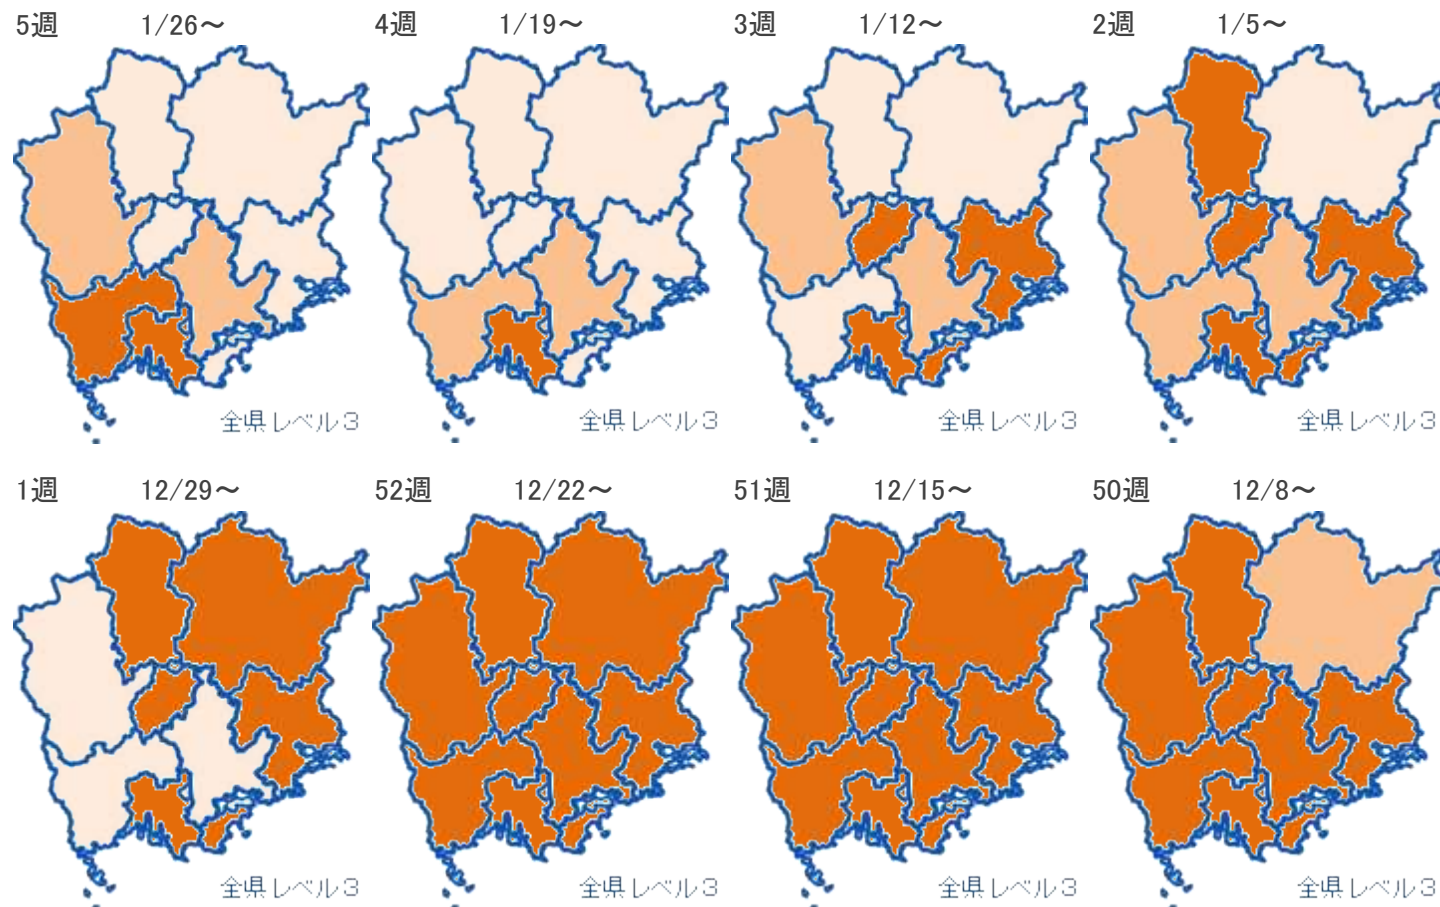 5週 1/26～
4週 1/19～
3週 1/12～
2週 1/5～
全県レベル３
全県レベル３
全県レベル３
全県レベル３
1週 12/29～
52週 12/22～
51週 12/15～
50週 12/8～
全県レベル３
全県レベル３
全県レベル３
全県レベル３